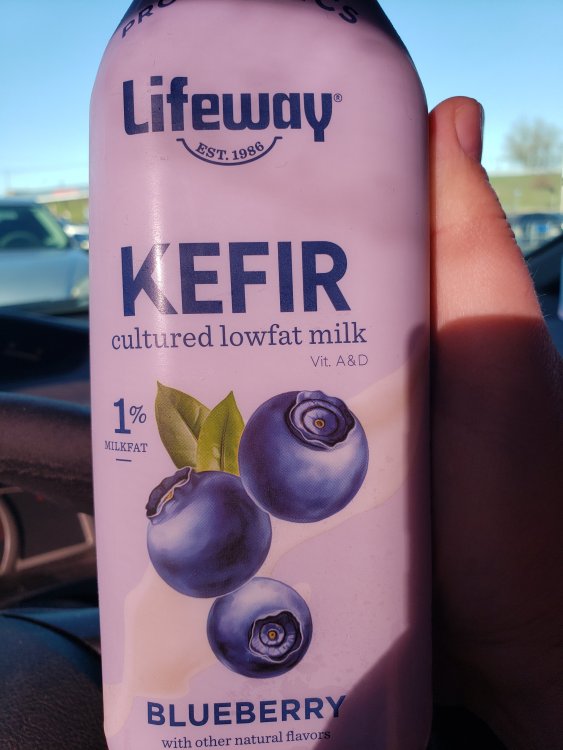 Lifeway®
EST. 1986
KEFIR
cultured lowfat milk
Vit. A & D
1%
MILKFAT
BLUEBERRY
with other natural flavors